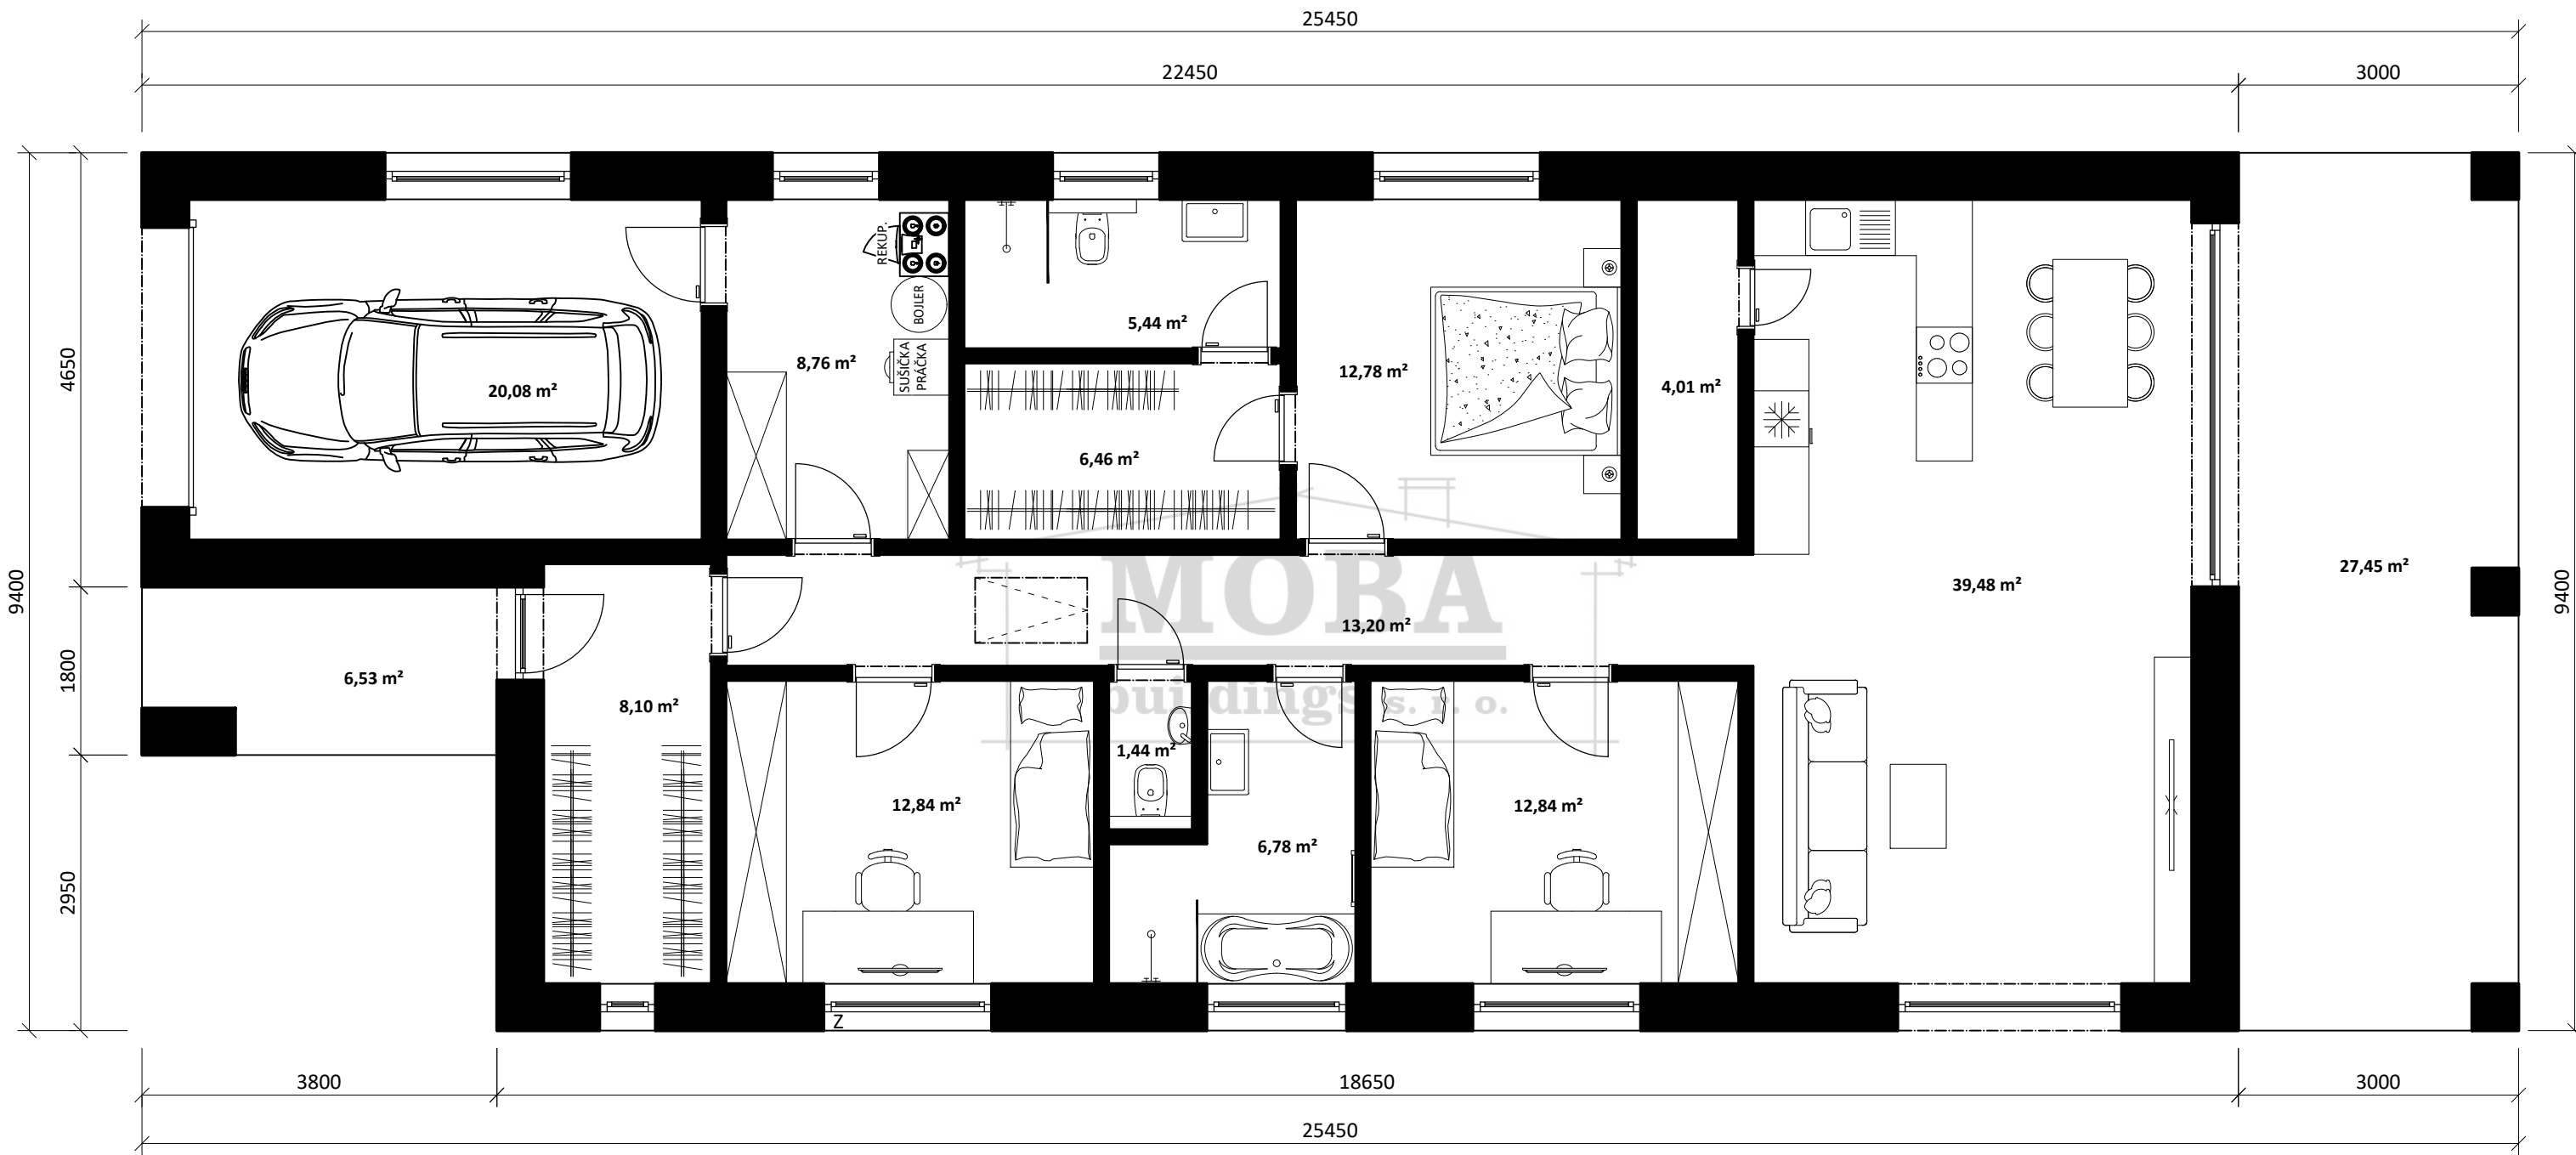 25450
22450
3000
REKUP.
BOJLER
SUŠIČKA
PRÁČKA
5,44 m²
8,76 m²
12,78 m²
4,01 m²
20,08 m²
6,46 m²
4650
9400
1800
2950
9400
27,45 m²
39,48 m²
MOBA
13,20 m²
buildings s. r. o.
6,53 m²
8,10 m²
1,44 m²
12,84 m²
12,84 m²
6,78 m²
Z
3800
18650
3000
25450